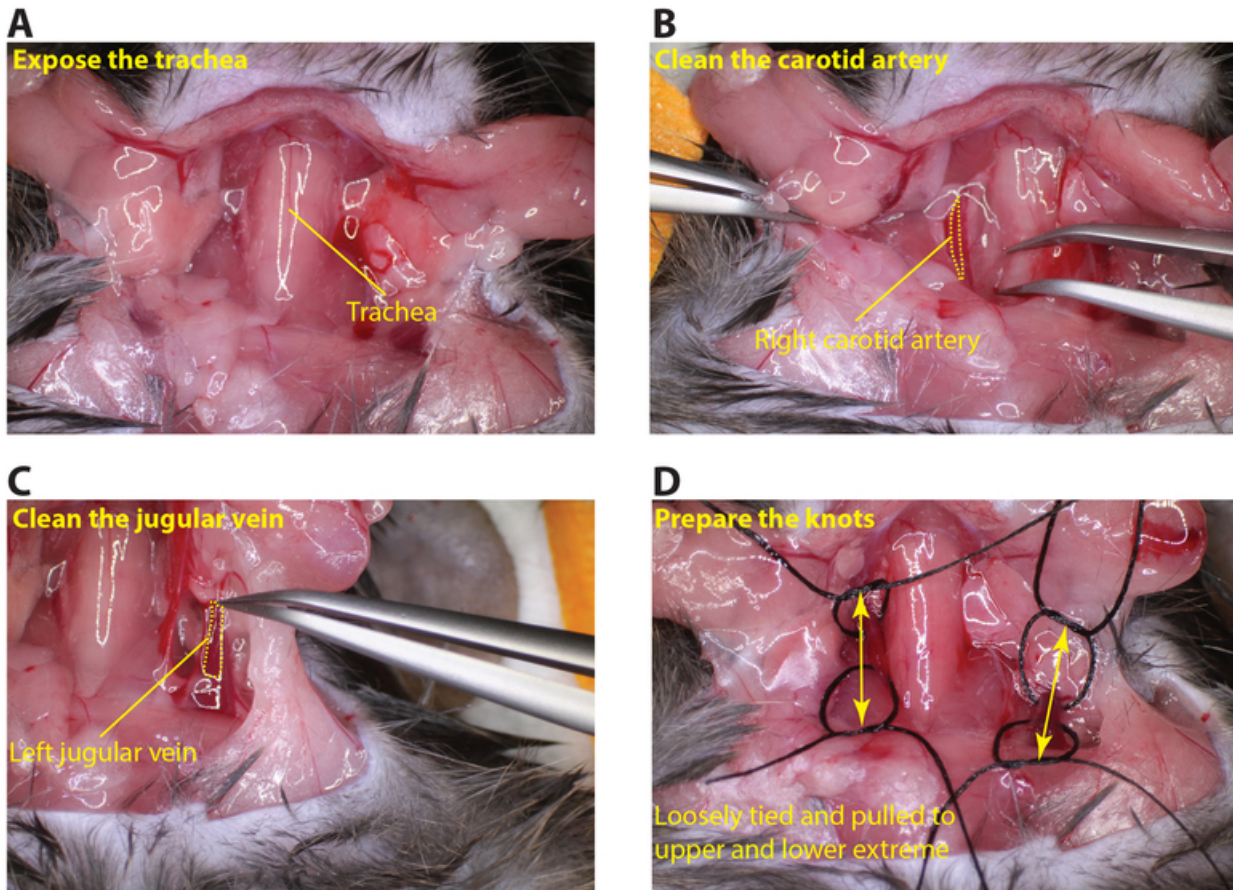 A
Expose the trachea
Trachea
B
Clean the carotid artery
Right carotid artery
C
Clean the jugular vein
Left jugular vein
D
Prepare the knots
Loosely tied and pulled to
upper and lower extreme